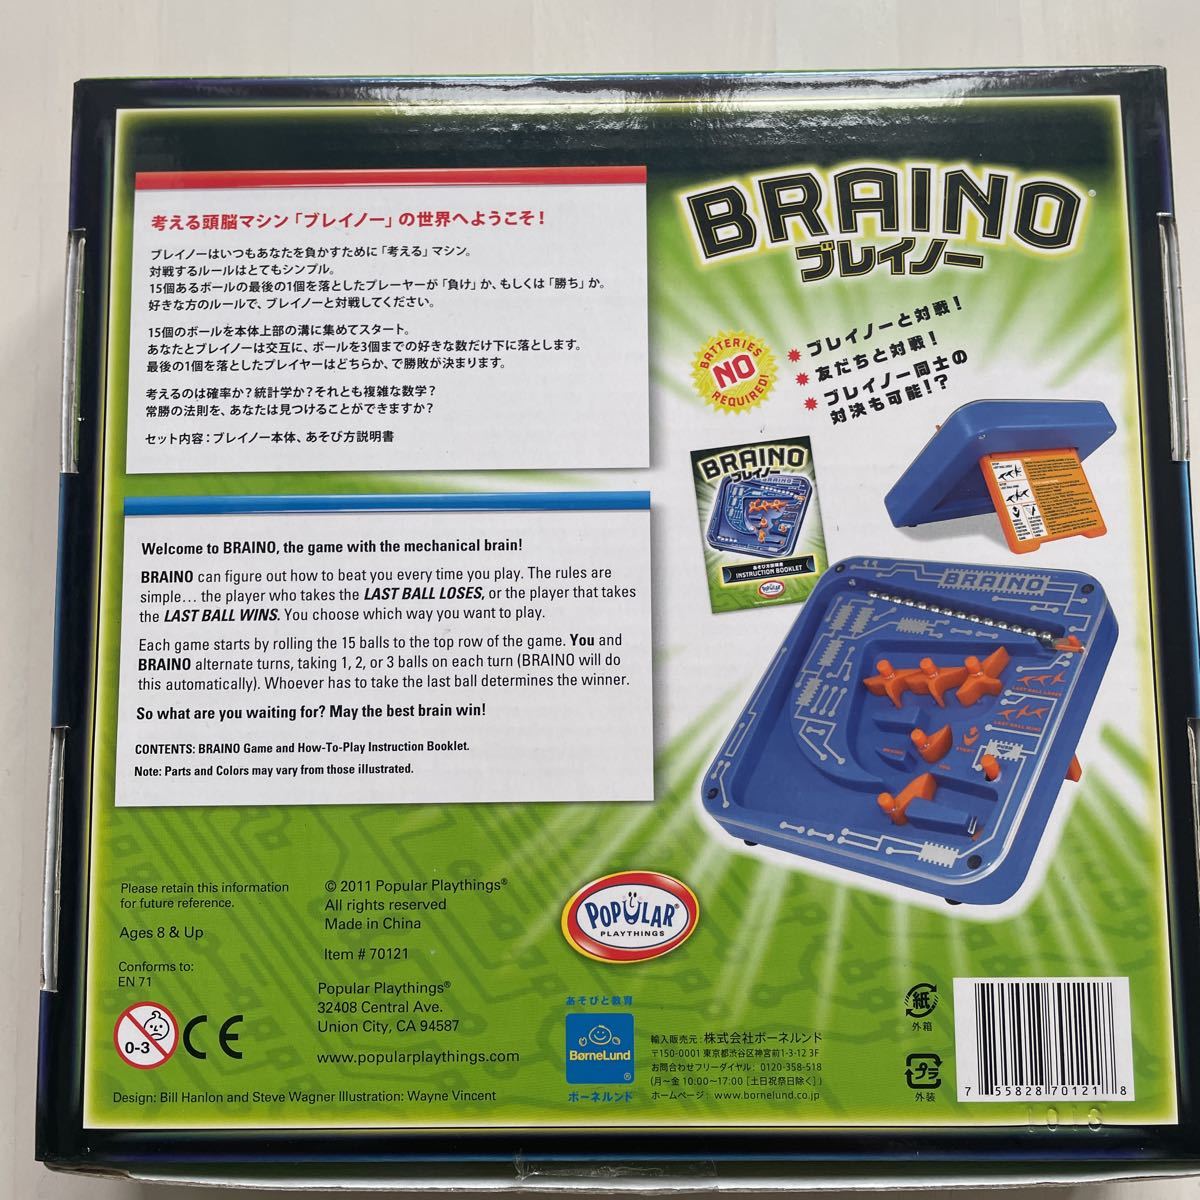 考える頭脳マシン「ブレイノー」の世界へようこそ！
ブレイノーはいつもあなたを負かすために「考える」マシン。
対戦するルールはとてもシンプル。
15個あるボールの最後の1個を落としたプレーヤーが「負け」か、もしくは「勝ち」か。
好きな方のルールで、ブレイノーと対戦してください。
15個のボールを本体上部の溝に集めてスタート。
あなたとブレイノーは交互に、ボールを3個までの好きな数だけ下に落とします。
最後の1個を落としたプレイヤーはどちらか、で勝敗が決まります。
考えるのは確率か？統計学か？それとも複雑な数学？
常勝の法則を、あなたは見つけることができますか？
セット内容：ブレイノー本体、あそび方説明書
Welcome to BRAINO, the game with the mechanical brain!
BRAINO can figure out how to beat you every time you play. The rules are
simple... the player who takes the LAST BALL LOSES, or the player that takes
the LAST BALL WINS. You choose which way you want to play.
Each game starts by rolling the 15 balls to the top row of the game. You and
BRAINO alternate turns, taking 1, 2, or 3 balls on each turn (BRAINO will do
this automatically). Whoever has to take the last ball determines the winner.
So what are you waiting for? May the best brain win!
CONTENTS: BRAINO Game and How-To-Play Instruction Booklet.
Note: Parts and Colors may vary from those illustrated.
BRAINO
ブレイノー
BATTERIES
NO
REQUIRED!
ブレイノーと対戦！
友だちと対戦！
ブレイノー同士の
対決も可能！？
BRAINO
ブレイノー
あそび方説明書
INSTRUCTION BOOKLET
POPULAR
BRAINO
LAST BALL LOSES
LAST BALL WINS
START
BRAINO
YOU
Please retain this information
for future reference.
Ages 8 & Up
Conforms to:
EN 71
0-3
CE
© 2011 Popular Playthings®
All rights reserved
Made in China
Item # 70121
Popular Playthings®
32408 Central Ave.
Union City, CA 94587
www.popularplaythings.com
Design: Bill Hanlon and Steve Wagner Illustration: Wayne Vincent
POPULAR®
PLAYTHINGS
あそびと教育
BørneLund
®
ボーネルンド
輸入販売元：株式会社ボーネルンド
〒150-0001 東京都渋谷区神宮前1-3-12 3F
お問合わせフリーダイヤル：0120-358-518
(月～金 10:00～17:00 [土日祝祭日除く])
ホームページ：www.bornelund.co.jp
紙
外箱
プラ
外装
7 55828 70121 8